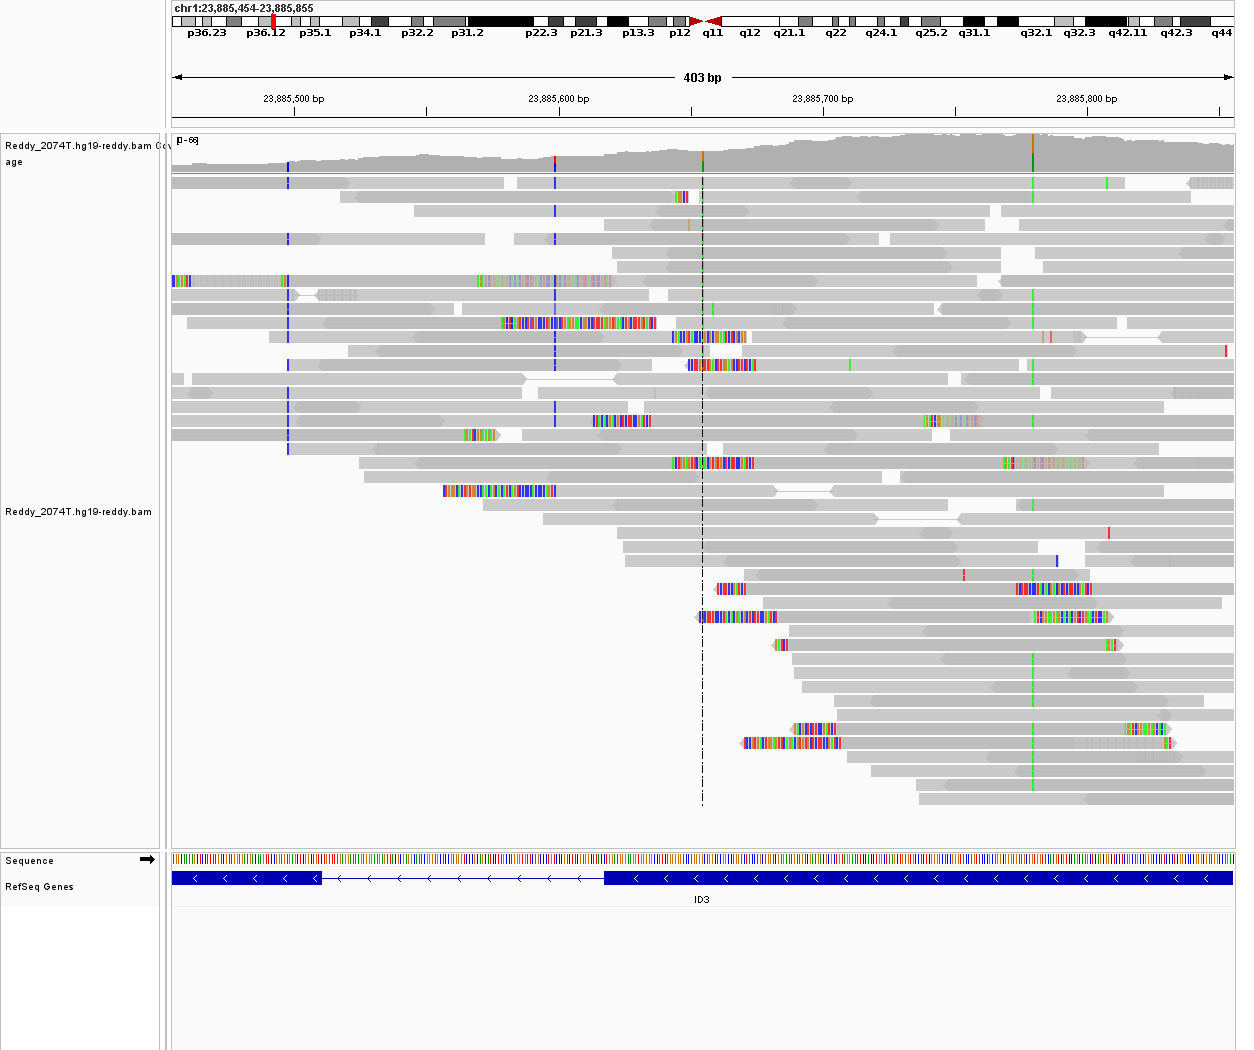 chr1:23,885,454-23,885,855
p36.23 p36.12 p35.1 p34.1 p32.2 p31.2 p22.3 p21.3 p13.3 p12 q11 q12 q21.1 q22 q24.1 q25.2 q31.1 q32.1 q32.3 q42.11 q42.3 q44
403 bp
23,885,500 bp 23,885,600 bp 23,885,700 bp 23,885,800 bp
Reddy_2074T.hg19-reddy.bam Cov
age
[0-66]
Reddy_2074T.hg19-reddy.bam
Sequence
RefSeq Genes
ID3